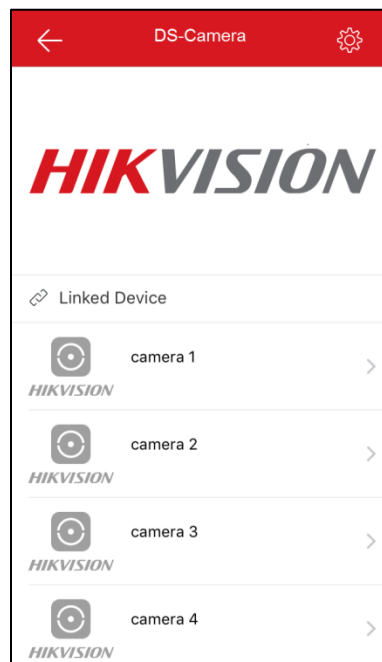 DS-Camera
HIKVISION
Linked Device
camera 1
HIKVISION
camera 2
HIKVISION
camera 3
HIKVISION
camera 4
HIKVISION